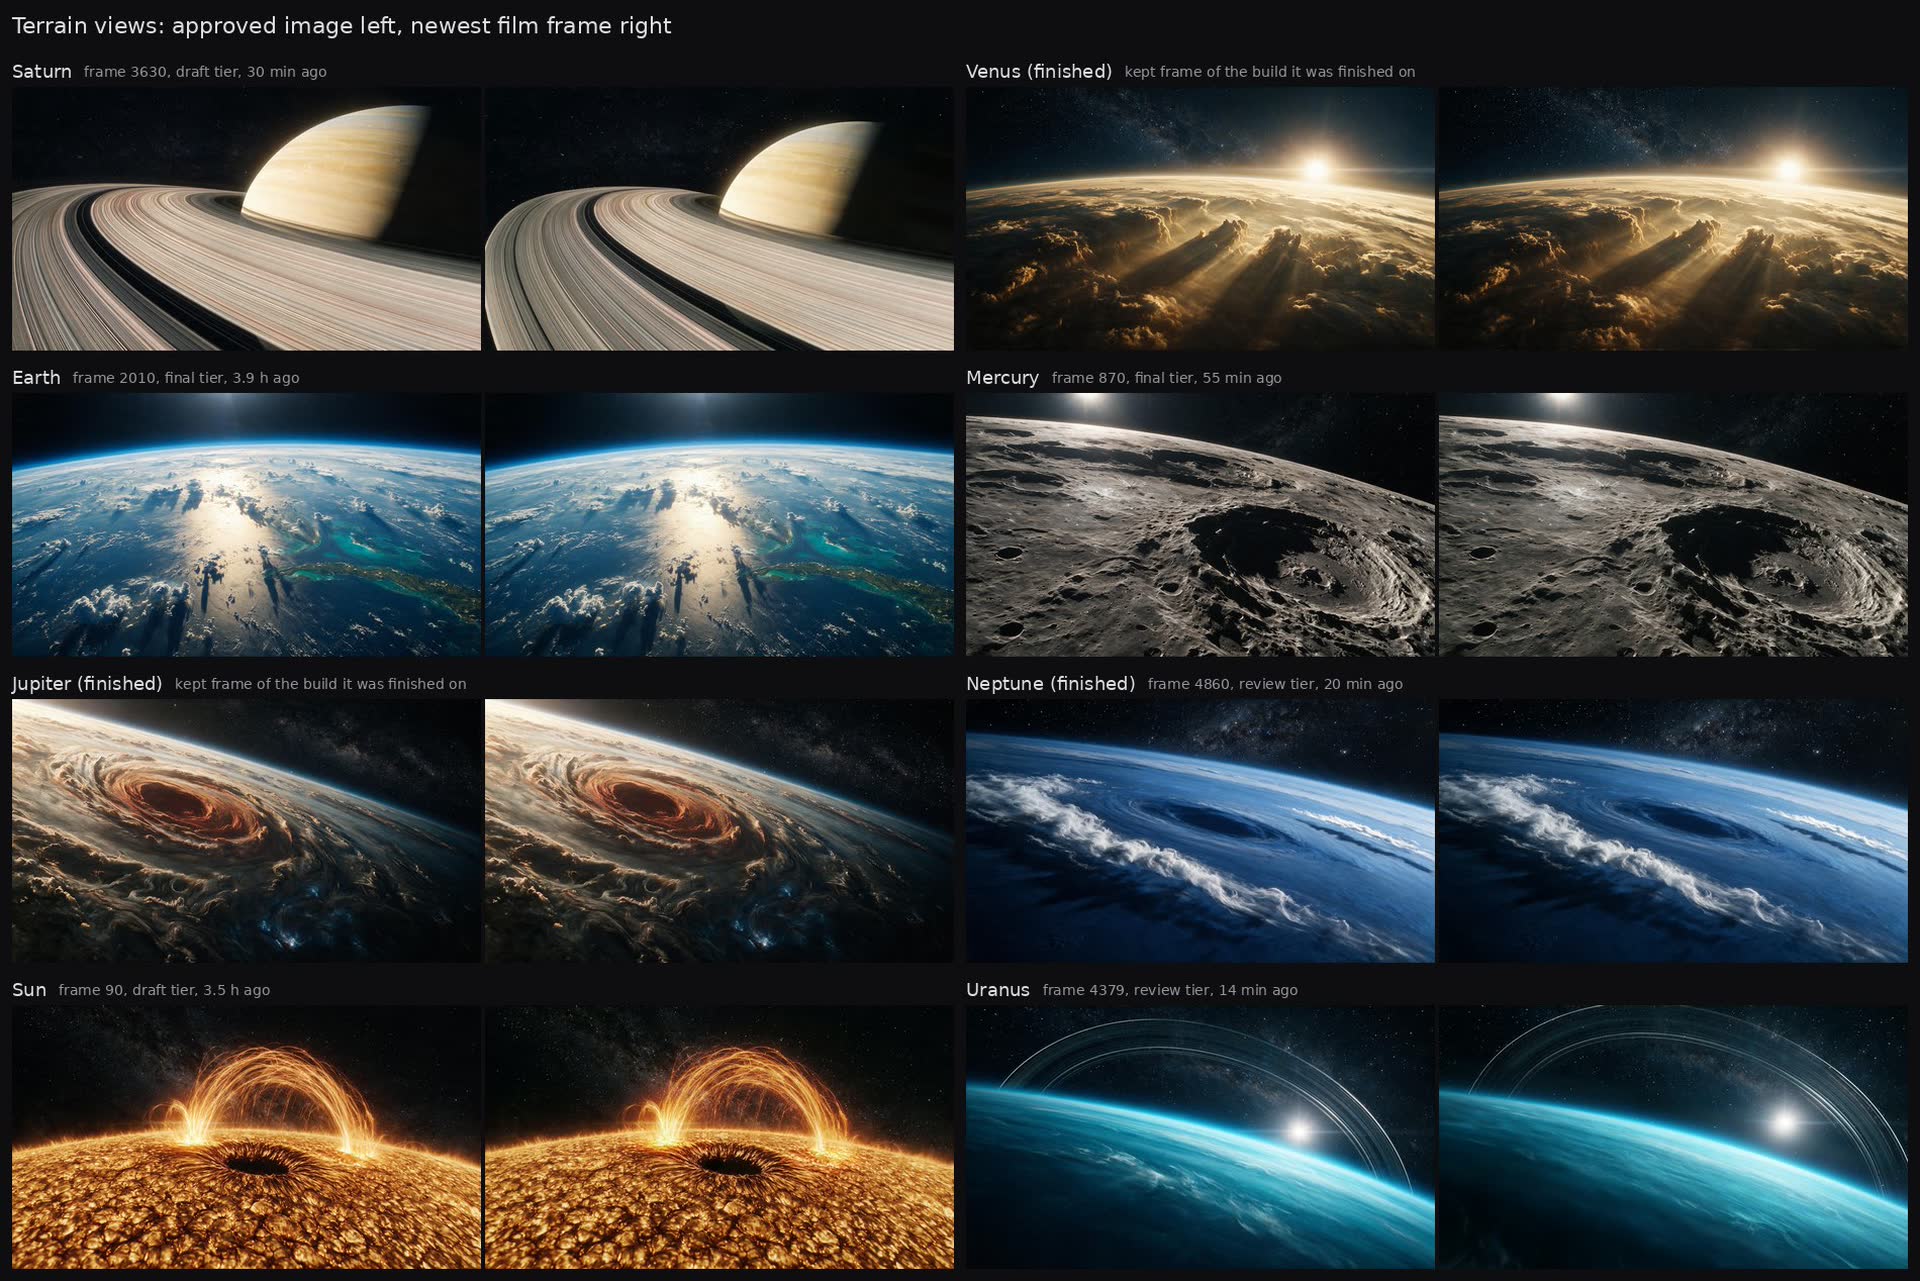 Terrain views: approved image left, newest film frame right
Saturn frame 3630, draft tier, 30 min ago
Venus (finished) kept frame of the build it was finished on
Earth frame 2010, final tier, 3.9 h ago
Mercury frame 870, final tier, 55 min ago
Jupiter (finished) kept frame of the build it was finished on
Neptune (finished) frame 4860, review tier, 20 min ago
Sun frame 90, draft tier, 3.5 h ago
Uranus frame 4379, review tier, 14 min ago